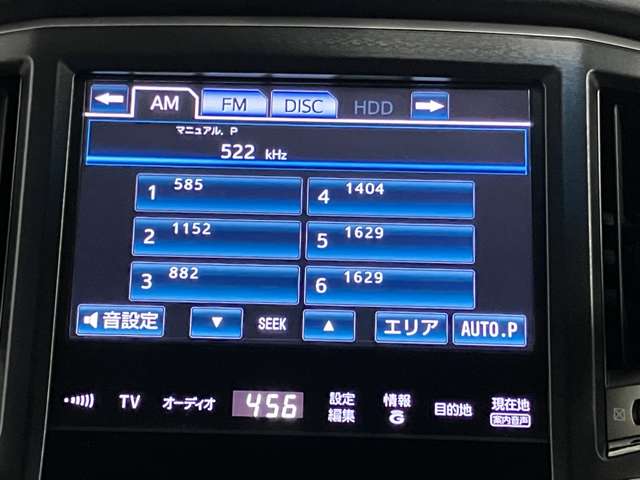 AM FM DISC HDD
マニュアル. P
522 kHz
1 585
4 1404
2 1152
5 1629
3 882
6 1629
音設定 ▼ SEEK ▲ エリア AUTO.P
TV オーディオ 456 設定編集 情報G 目的地 現在地
案内音声